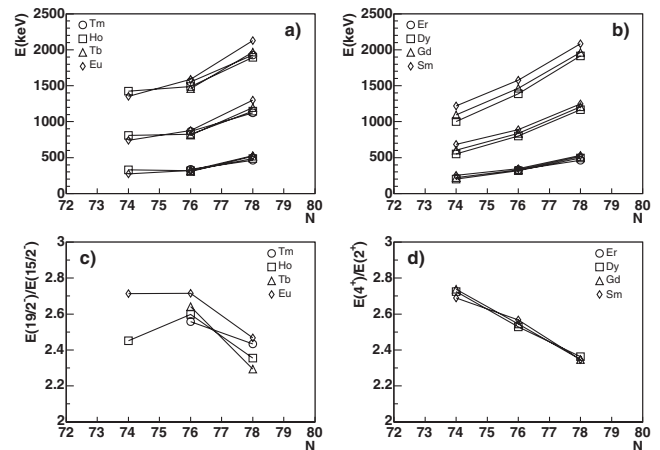 E(keV)
2500
2000
1500
1000
500
0
a)
Tm
Ho
Tb
Eu
72 73 74 75 76 77 78 79 80
N
E(keV)
2500
2000
1500
1000
500
0
b)
Er
Dy
Gd
Sm
72 73 74 75 76 77 78 79 80
N
E(19/2⁻)/E(15/2⁻)
3
2.8
2.6
2.4
2.2
2
c)
Tm
Ho
Tb
Eu
72 73 74 75 76 77 78 79 80
N
E(4⁺)/E(2⁺)
3
2.8
2.6
2.4
2.2
2
d)
Er
Dy
Gd
Sm
72 73 74 75 76 77 78 79 80
N